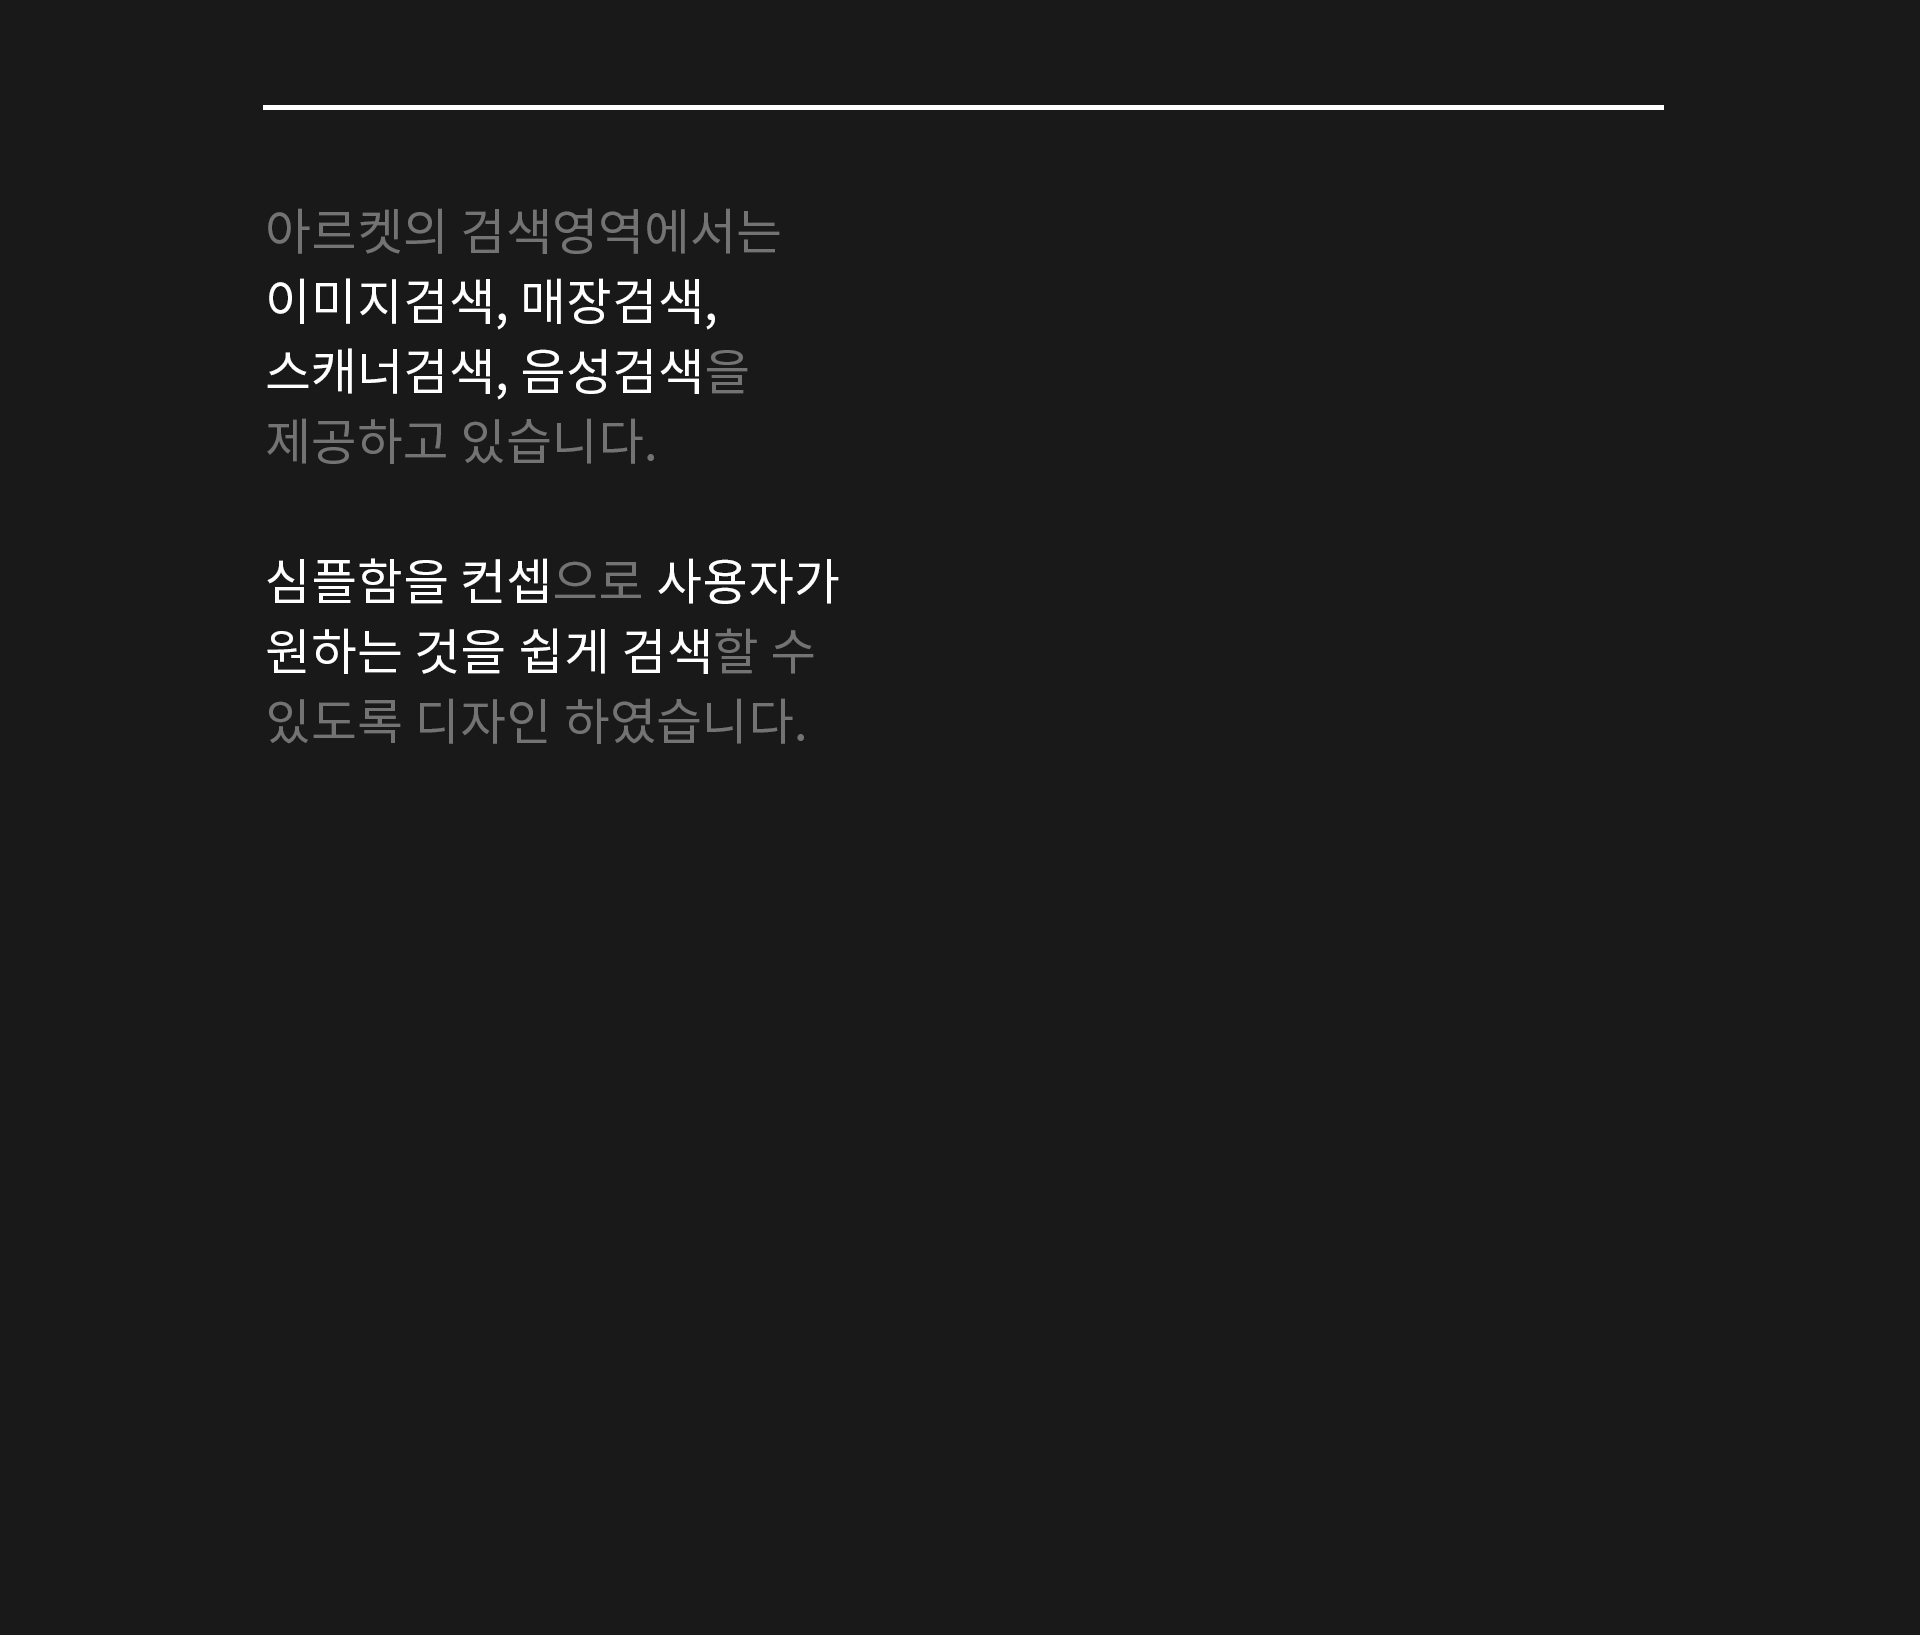 아르켓의 검색영역에서는
이미지검색, 매장검색,
스캐너검색, 음성검색을
제공하고 있습니다.
심플함을 컨셉으로 사용자가
원하는 것을 쉽게 검색할 수
있도록 디자인 하였습니다.